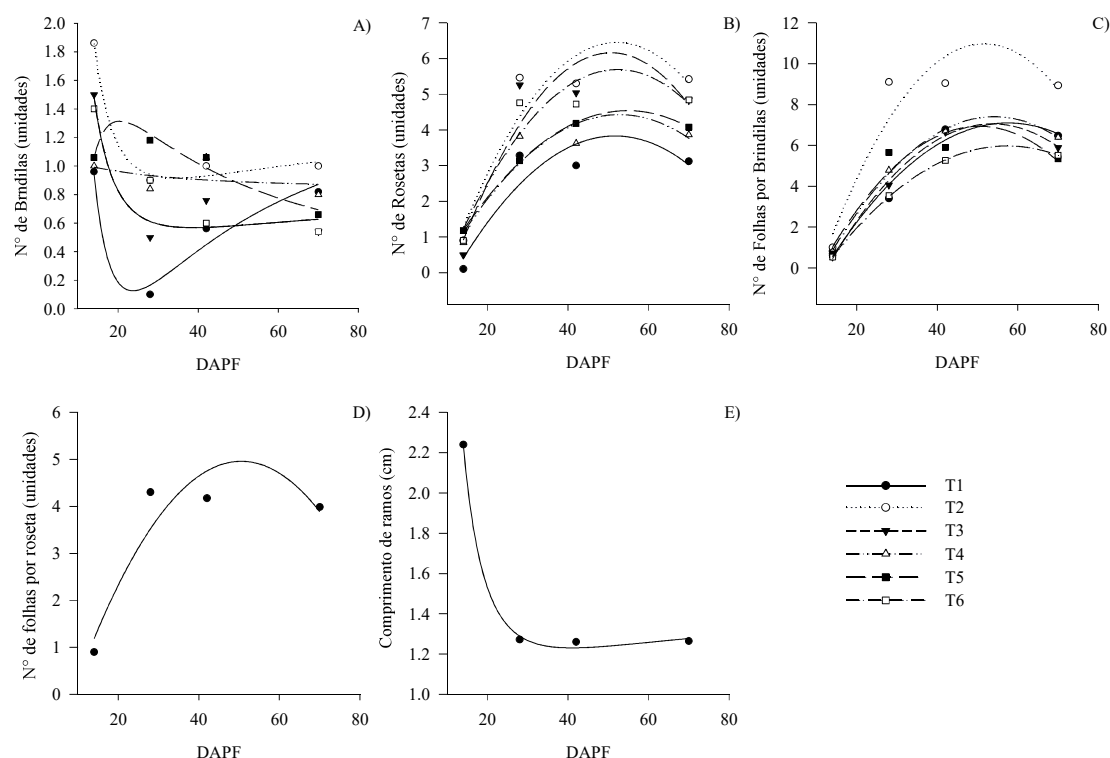 A)
N° de Brndilas (unidades)
2.0
1.8
1.6
1.4
1.2
1.0
0.8
0.6
0.4
0.2
0.0
20 40 60 80
DAPF
B)
N° de Rosetas (unidades)
7
6
5
4
3
2
1
0
20 40 60 80
DAPF
C)
N° de Folhas por Brindilas (unidades)
12
10
8
6
4
2
0
20 40 60 80
DAPF
D)
N° de folhas por roseta (unidades)
6
5
4
3
2
1
0
20 40 60 80
DAPF
E)
Comprimento de ramos (cm)
2.4
2.2
2.0
1.8
1.6
1.4
1.2
1.0
20 40 60 80
DAPF
T1
T2
T3
T4
T5
T6